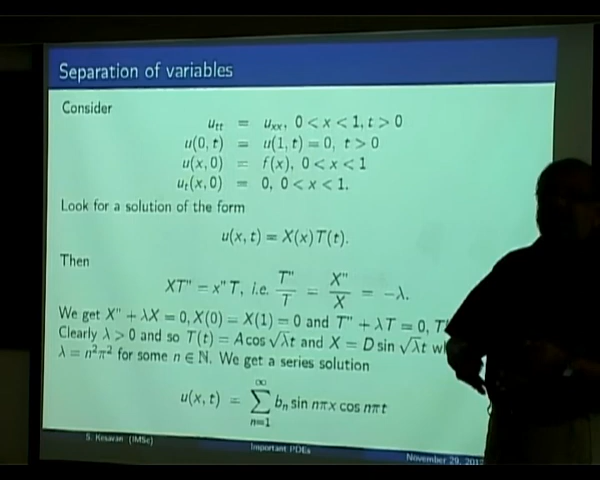 Separation of variables
Consider
u_tt = u_xx, 0 < x < 1, t > 0
u(0, t) = u(1, t) = 0, t > 0
u(x, 0) = f(x), 0 < x < 1
u_t(x, 0) = 0, 0 < x < 1.
Look for a solution of the form
u(x, t) = X(x)T(t).
Then
XT" = x" T, i.e. T"/T = X"/X = −λ.
We get X" + λX = 0, X(0) = X(1) = 0 and T" + λT = 0,
Clearly λ > 0 and so T(t) = A cos √λt and X = D sin √λt
λ = n²π² for some n ∈ ℕ. We get a series solution
u(x, t) = ∑_{n=1}^{∞} b_n sin nπx cos nπt
S. Kesavan (IMSc)
Important PDEs
November 29,